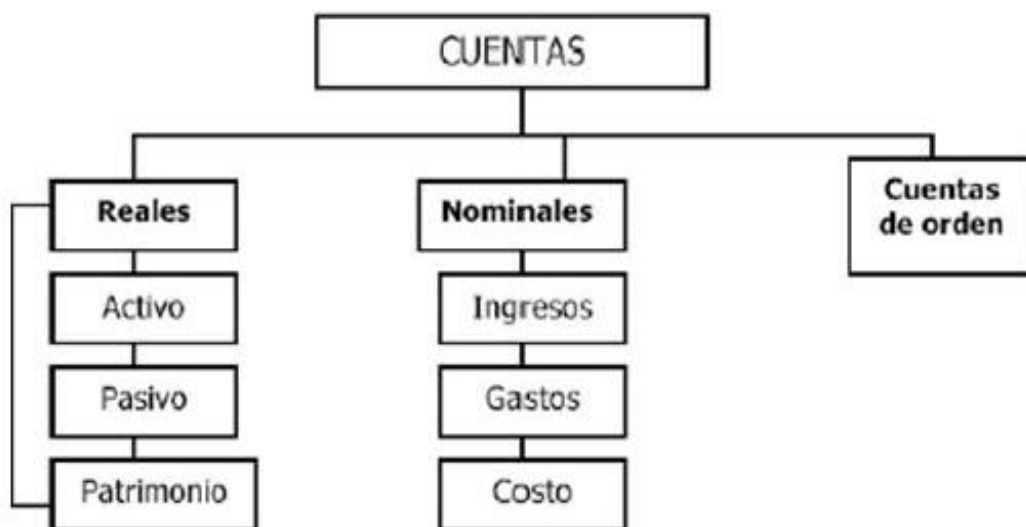 CUENTAS
Reales
Activo
Pasivo
Patrimonio
Nominales
Ingresos
Gastos
Costo
Cuentas
de orden